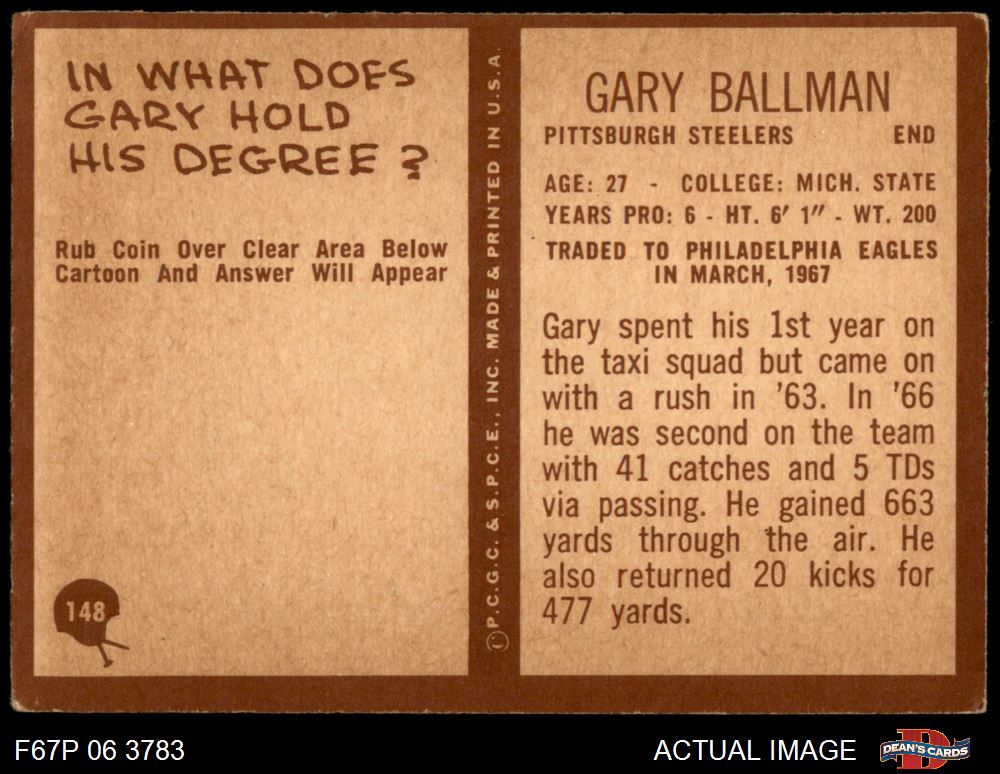 IN WHAT DOES
GARY HOLD
HIS DEGREE ?
Rub Coin Over Clear Area Below
Cartoon And Answer Will Appear
148
© P.C.G.C. & S.P.C.E., INC. MADE & PRINTED IN U.S.A.
GARY BALLMAN
PITTSBURGH STEELERS END
AGE: 27 - COLLEGE: MICH. STATE
YEARS PRO: 6 - HT. 6' 1" - WT. 200
TRADED TO PHILADELPHIA EAGLES
IN MARCH, 1967
Gary spent his 1st year on
the taxi squad but came on
with a rush in '63. In '66
he was second on the team
with 41 catches and 5 TDs
via passing. He gained 663
yards through the air. He
also returned 20 kicks for
477 yards.
F67P 06 3783
ACTUAL IMAGE
DEAN'S CARDS